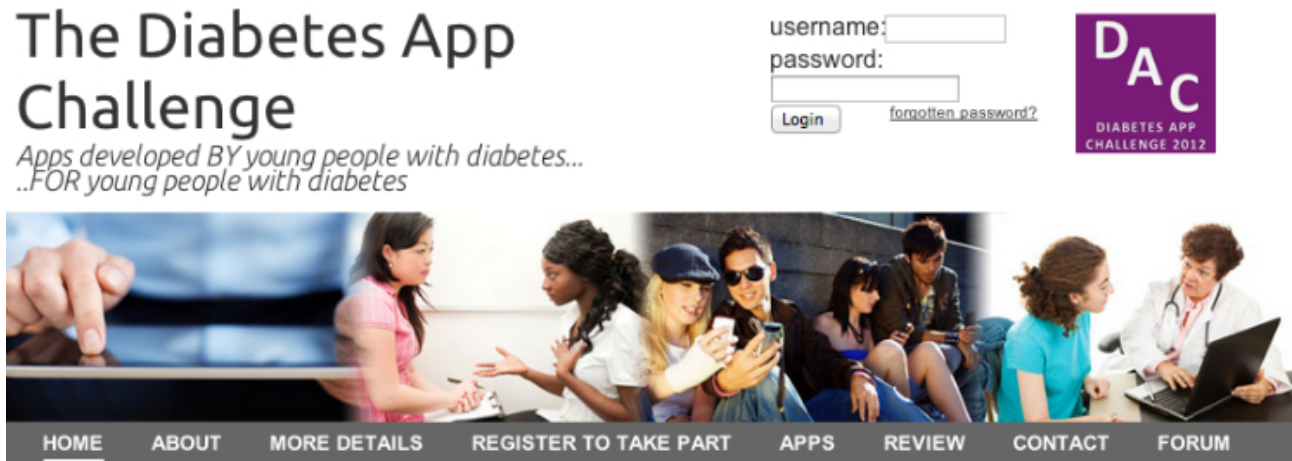 The Diabetes App
Challenge
Apps developed BY young people with diabetes...
..FOR young people with diabetes
username:
password:
Login
forgotten password?
D
A
C
DIABETES APP
CHALLENGE 2012
HOME ABOUT MORE DETAILS REGISTER TO TAKE PART APPS REVIEW CONTACT FORUM